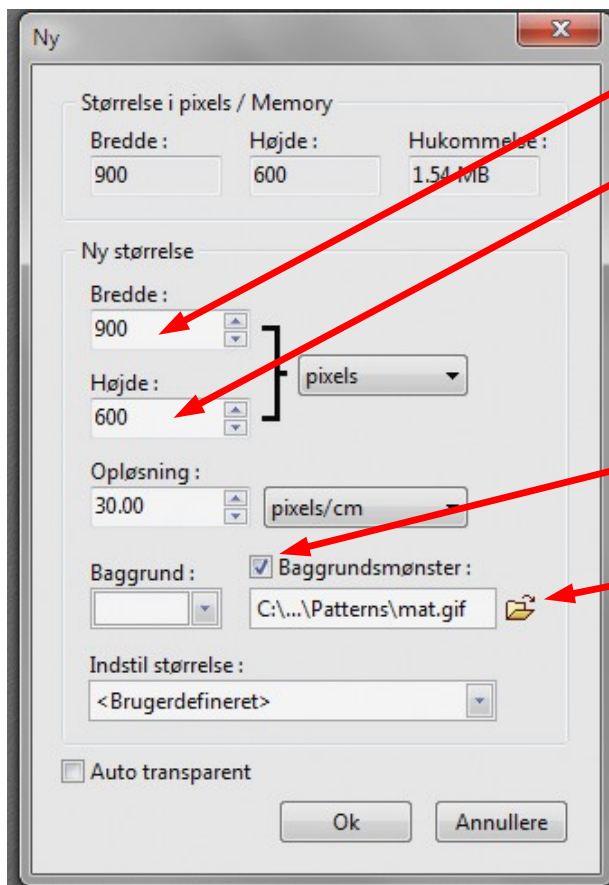 Ny
Størrelse i pixels / Memory
Bredde : Højde : Hukommelse :
900 600 1.54 MB
Ny størrelse
Bredde :
900
pixels
Højde :
600
Opløsning :
30.00 pixels/cm
Baggrund : Baggrundsmønster :
C:\...\Patterns\mat.gif
Indstil størrelse :
<Brugerdefineret>
Auto transparent
Ok Annullere